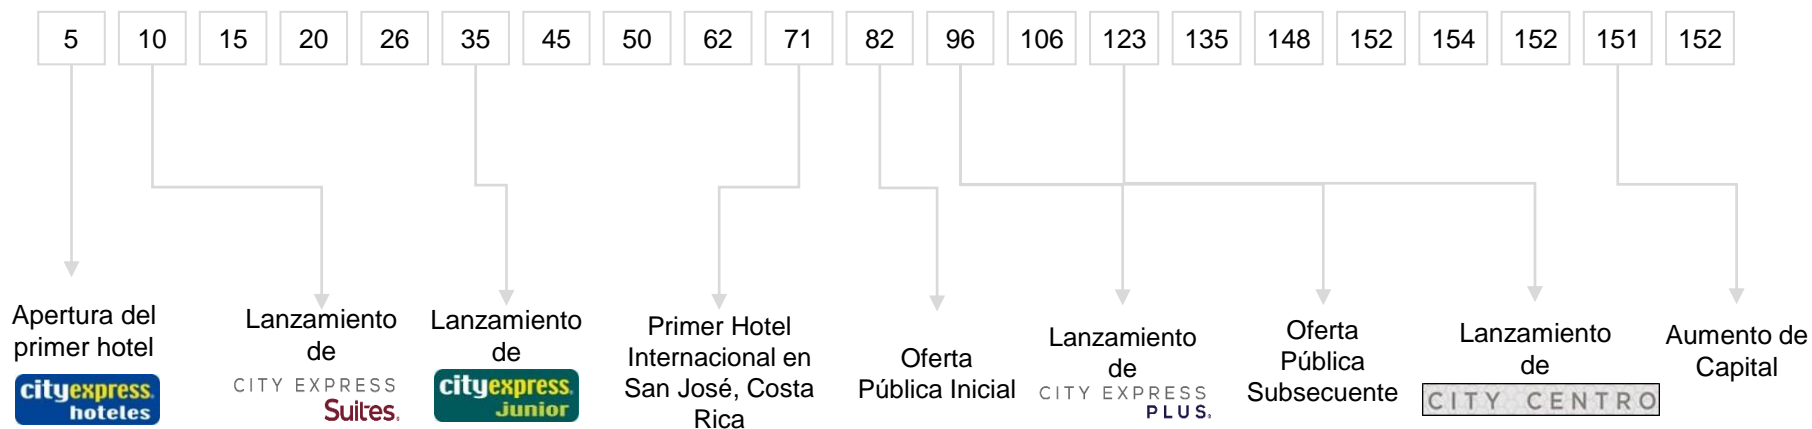 5 10 15 20 26 35 45 50 62 71 82 96 106 123 135 148 152 154 152 151 152
Apertura del
primer hotel
cityexpress.
hoteles
Lanzamiento
de
CITY EXPRESS
Suites.
Lanzamiento
de
cityexpress.
Junior
Primer Hotel
Internacional en
San José, Costa
Rica
Oferta
Pública Inicial
Lanzamiento
de
CITY EXPRESS
PLUS.
Oferta
Pública
Subsecuente
Lanzamiento
de
CITY CENTRO
Aumento de
Capital